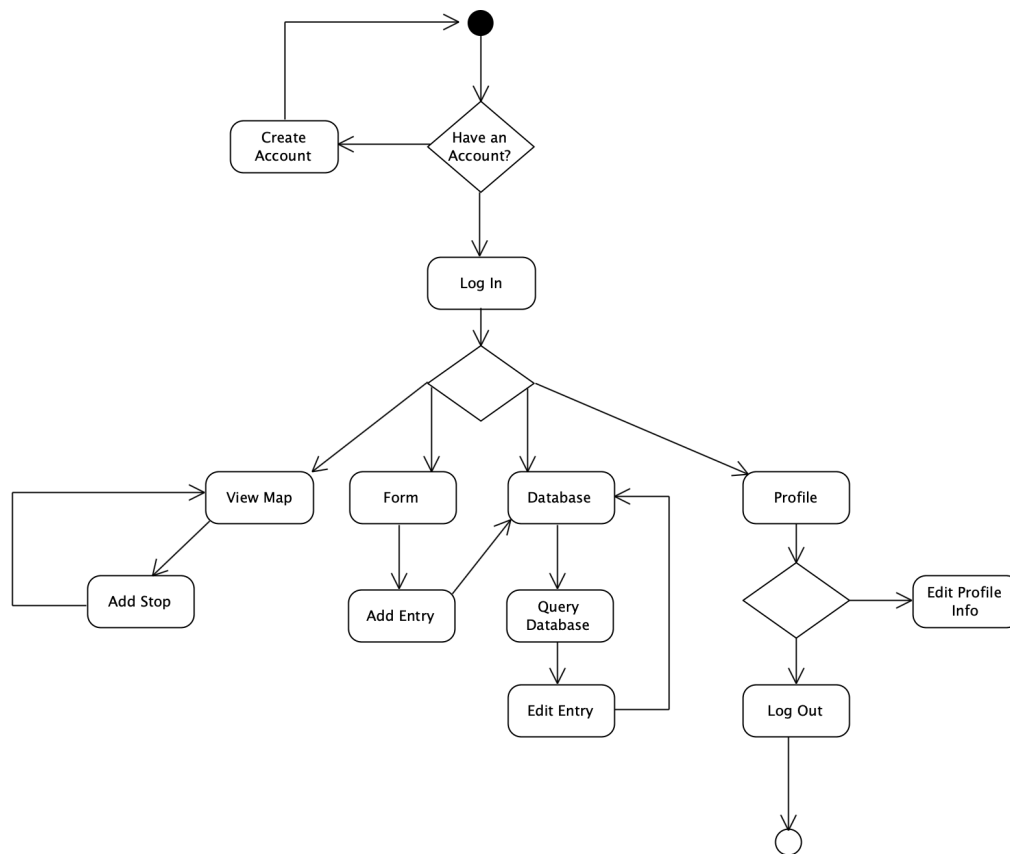 Have an
Account?
Create
Account
Log In
View Map
Form
Database
Profile
Add Stop
Add Entry
Query
Database
Edit Profile
Info
Edit Entry
Log Out